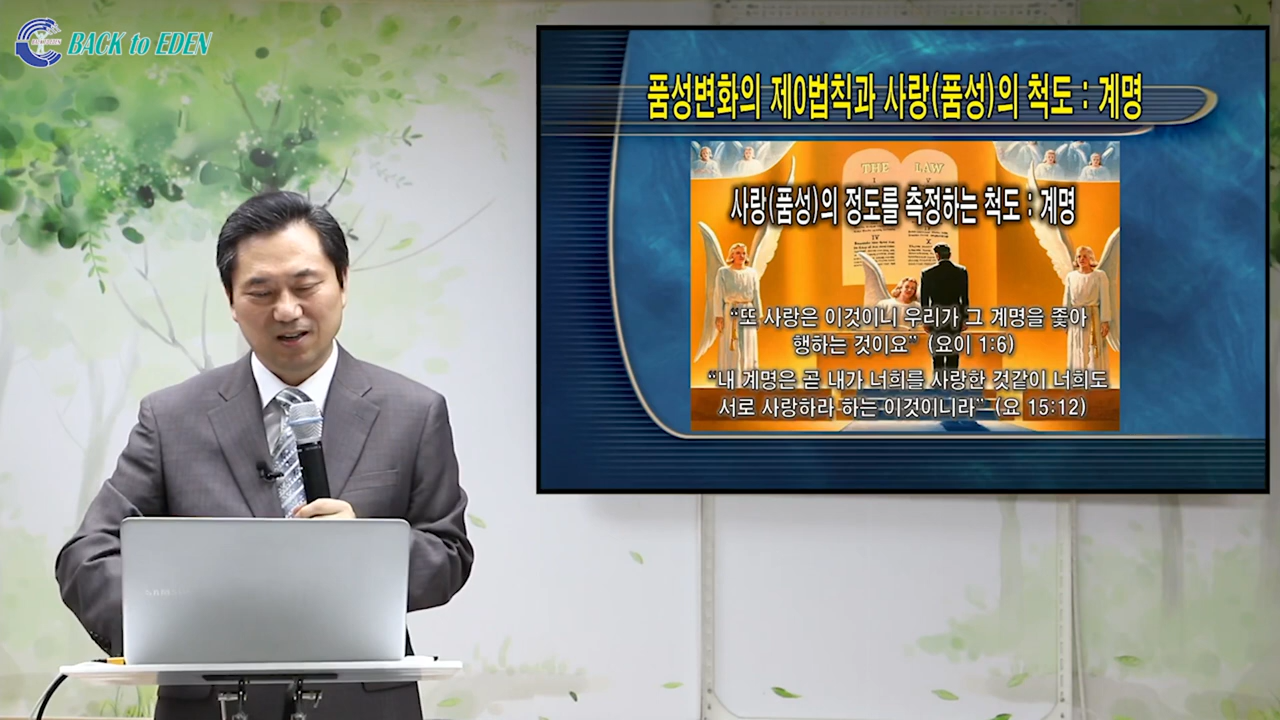 BACK to EDEN
품성변화의 제0법칙과 사랑(품성)의 척도 : 계명
THE LAW
사랑(품성)의 정도를 측정하는 척도 : 계명
IV
X
“또 사랑은 이것이니 우리가 그 계명을 좇아
행하는 것이요” (요이 1:6)
“내 계명은 곧 내가 너희를 사랑한 것같이 너희도
서로 사랑하라 하는 이것이니라” (요 15:12)
SAMSUNG